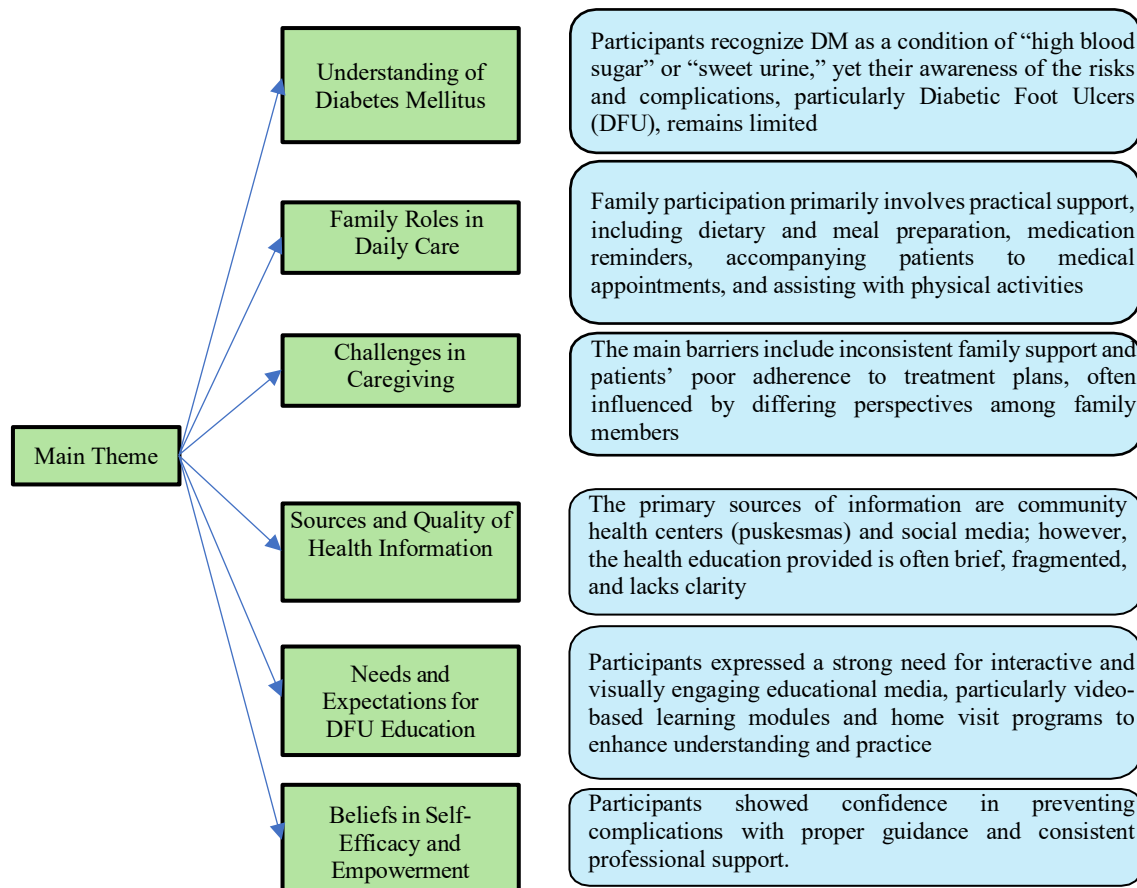 Understanding of
Diabetes Mellitus
Participants recognize DM as a condition of “high blood
sugar” or “sweet urine,” yet their awareness of the risks
and complications, particularly Diabetic Foot Ulcers
(DFU), remains limited
Family Roles in
Daily Care
Family participation primarily involves practical support,
including dietary and meal preparation, medication
reminders, accompanying patients to medical
appointments, and assisting with physical activities
Challenges in
Caregiving
The main barriers include inconsistent family support and
patients’ poor adherence to treatment plans, often
influenced by differing perspectives among family
members
Main Theme
Sources and Quality of
Health Information
The primary sources of information are community
health centers (puskesmas) and social media; however,
the health education provided is often brief, fragmented,
and lacks clarity
Needs and
Expectations for
DFU Education
Participants expressed a strong need for interactive and
visually engaging educational media, particularly video-
based learning modules and home visit programs to
enhance understanding and practice
Beliefs in Self-
Efficacy and
Empowerment
Participants showed confidence in preventing
complications with proper guidance and consistent
professional support.